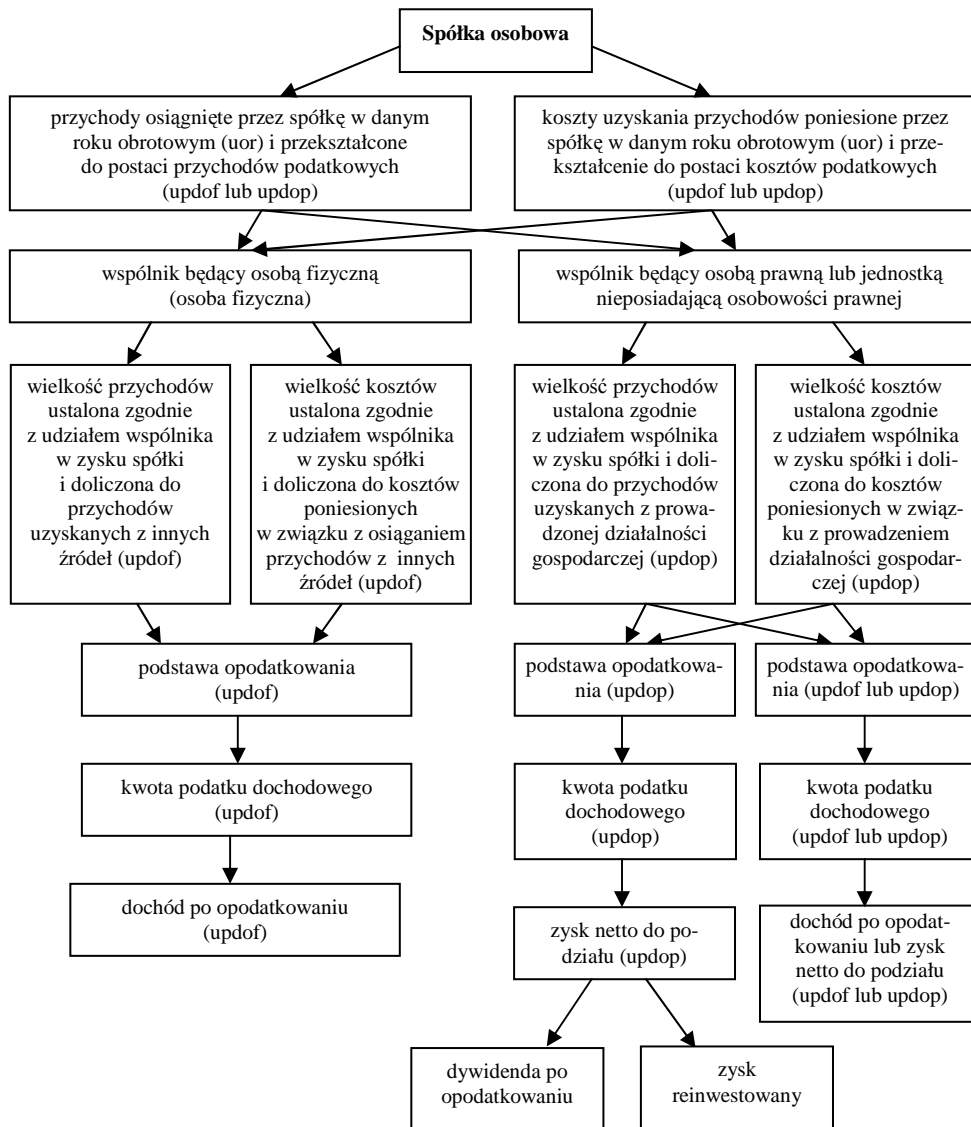 Spółka osobowa
przychody osiągnięte przez spółkę w danym
roku obrotowym (uor) i przekształcone
do postaci przychodów podatkowych
(updof lub updop)
koszty uzyskania przychodów poniesione przez
spółkę w danym roku obrotowym (uor) i prze-
kształcenie do postaci kosztów podatkowych
(updof lub updop)
wspólnik będący osobą fizyczną
(osoba fizyczna)
wspólnik będący osobą prawną lub jednostką
nieposiadającą osobowości prawnej
wielkość przychodów
ustalona zgodnie
z udziałem wspólnika
w zysku spółki
i doliczona do
przychodów
uzyskanych z innych
źródeł (updof)
wielkość kosztów
ustalona zgodnie
z udziałem wspólnika
w zysku spółki
i doliczona do kosztów
poniesionych
w związku z osiąganiem
przychodów z innych
źródeł (updof)
wielkość przychodów
ustalona zgodnie
z udziałem wspólnika
w zysku spółki i doli-
czona do przychodów
uzyskanych z prowa-
dzonej działalności
gospodarczej (updop)
wielkość kosztów
ustalona zgodnie
z udziałem wspólnika
w zysku spółki i doli-
czona do kosztów
poniesionych w związ-
ku z prowadzeniem
działalności gospodar-
czej (updop)
podstawa opodatkowania
(updof)
podstawa opodatkowa-
nia (updop)
podstawa opodatkowa-
nia (updof lub updop)
kwota podatku dochodowego
(updof)
kwota podatku
dochodowego
(updop)
kwota podatku
dochodowego
(updof lub updop)
dochód po opodatkowaniu
(updof)
zysk netto do po-
działu (updop)
dochód po opodat-
kowaniu lub zysk
netto do podziału
(updof lub updop)
dywidenda po
opodatkowaniu
zysk
reinwestowany